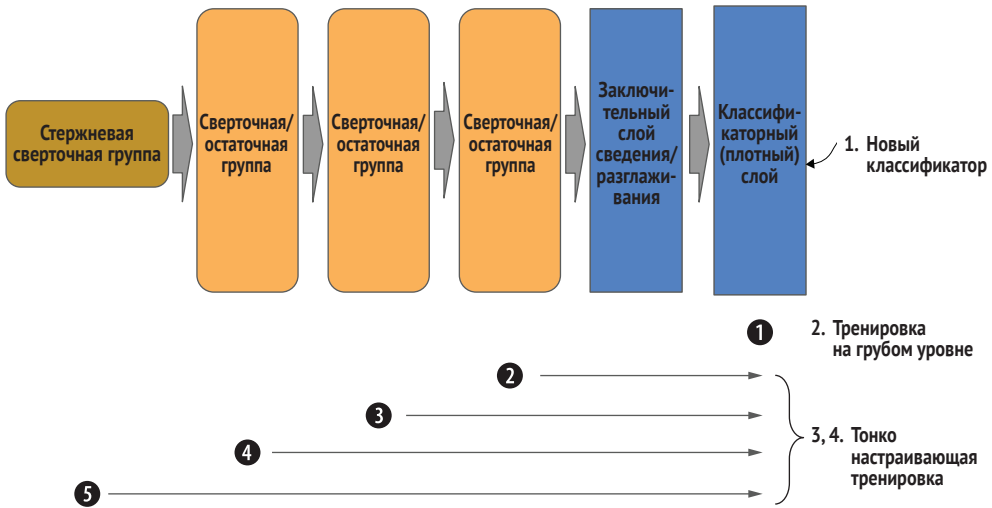 Стержневая
сверточная группа
Сверточная/
остаточная
группа
Сверточная/
остаточная
группа
Сверточная/
остаточная
группа
Заключи-
тельный
слой
сведения/
разглажи-
вания
Классифи-
каторный
(плотный)
слой
1. Новый
классификатор
1
2. Тренировка
на грубом уровне
2
3
4
5
3, 4. Тонко
настраивающая
тренировка